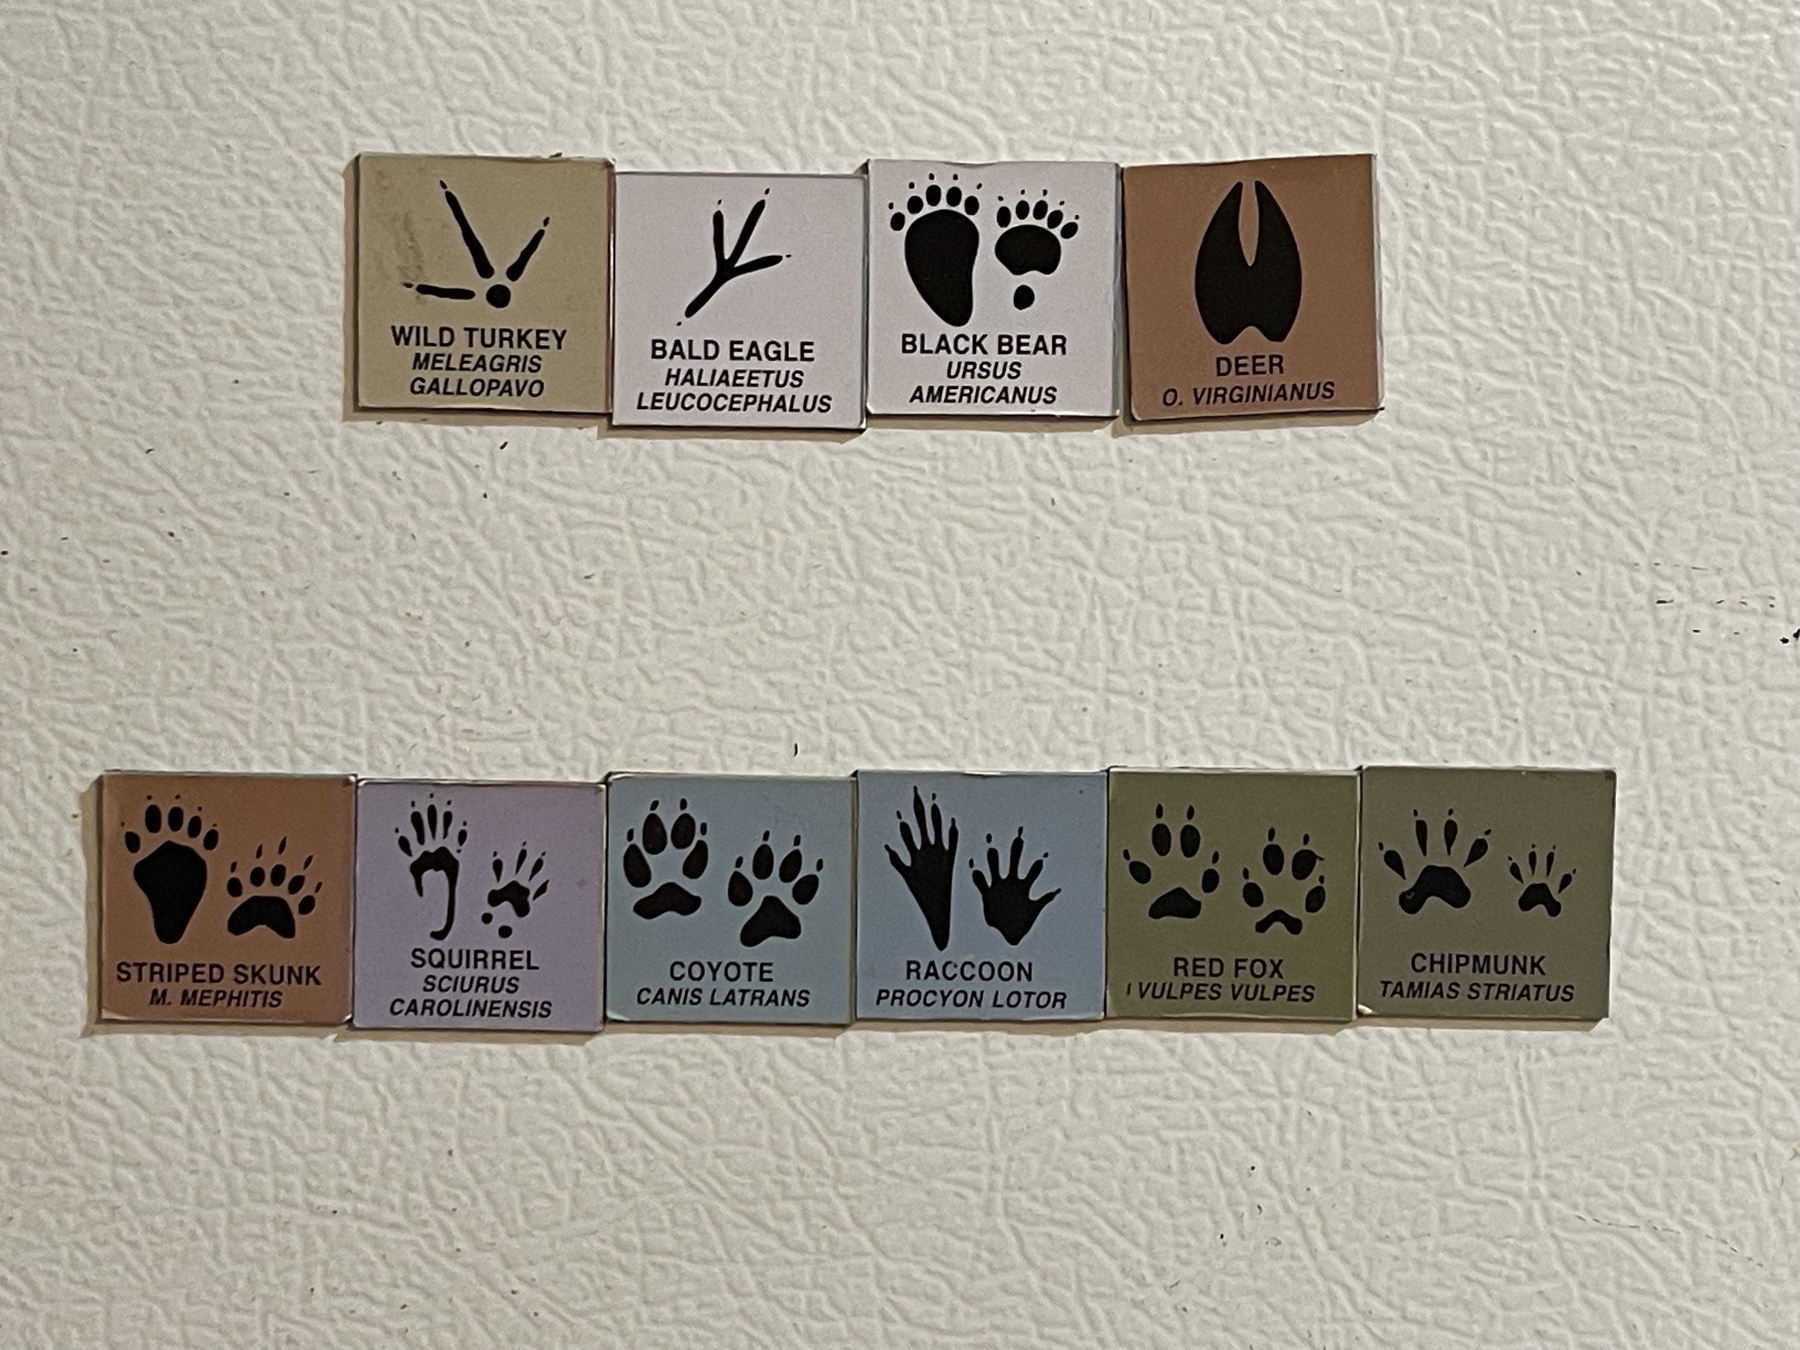 WILD TURKEY
MELEAGRIS
GALLOPAVO
BALD EAGLE
HALIAEETUS
LEUCOCEPHALUS
BLACK BEAR
URSUS
AMERICANUS
DEER
O. VIRGINIANUS
STRIPED SKUNK
M. MEPHITIS
SQUIRREL
SCIURUS
CAROLINENSIS
COYOTE
CANIS LATRANS
RACCOON
PROCYON LOTOR
RED FOX
VULPES VULPES
CHIPMUNK
TAMIAS STRIATUS